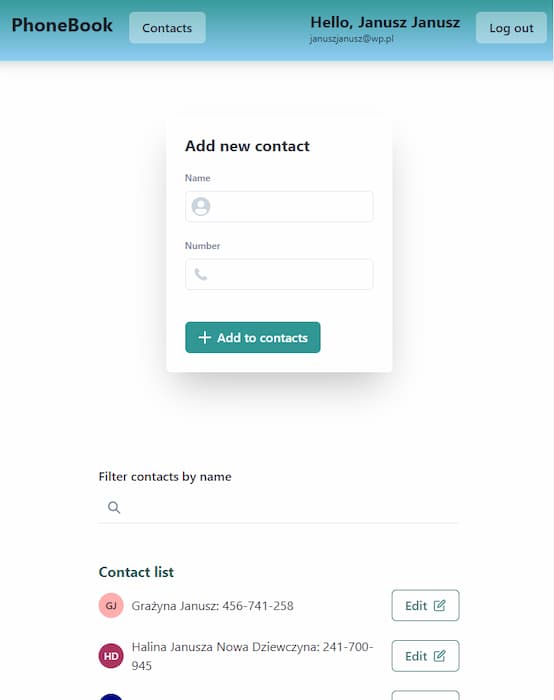 PhoneBook
Contacts
Hello, Janusz Janusz
januszjanusz@wp.pl
Log out
Add new contact
Name
Number
Add to contacts
Filter contacts by name
Contact list
GJ
Grażyna Janusz: 456-741-258
Edit
HD
Halina Janusza Nowa Dziewczyna: 241-700-
945
Edit